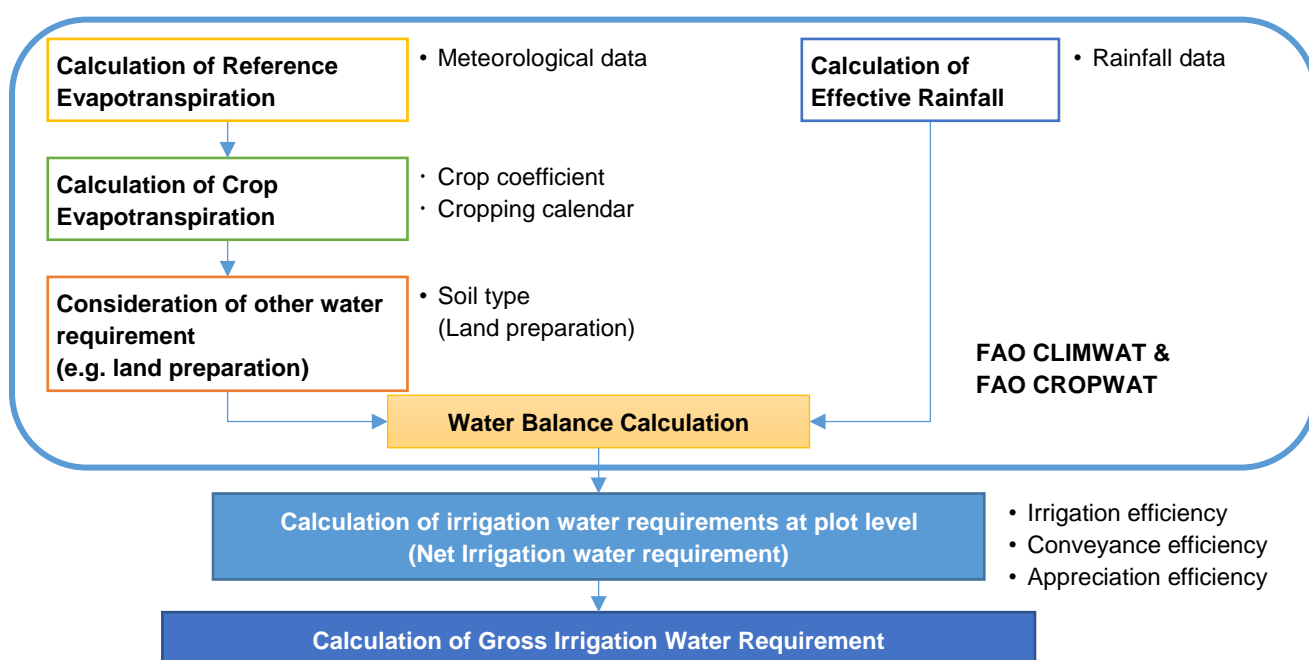 Calculation of Reference
Evapotranspiration
• Meteorological data
Calculation of
Effective Rainfall
• Rainfall data
Calculation of Crop
Evapotranspiration
・ Crop coefficient
・ Cropping calendar
Consideration of other water
requirement
(e.g. land preparation)
• Soil type
(Land preparation)
FAO CLIMWAT &
FAO CROPWAT
Water Balance Calculation
Calculation of irrigation water requirements at plot level
(Net Irrigation water requirement)
• Irrigation efficiency
• Conveyance efficiency
• Appreciation efficiency
Calculation of Gross Irrigation Water Requirement